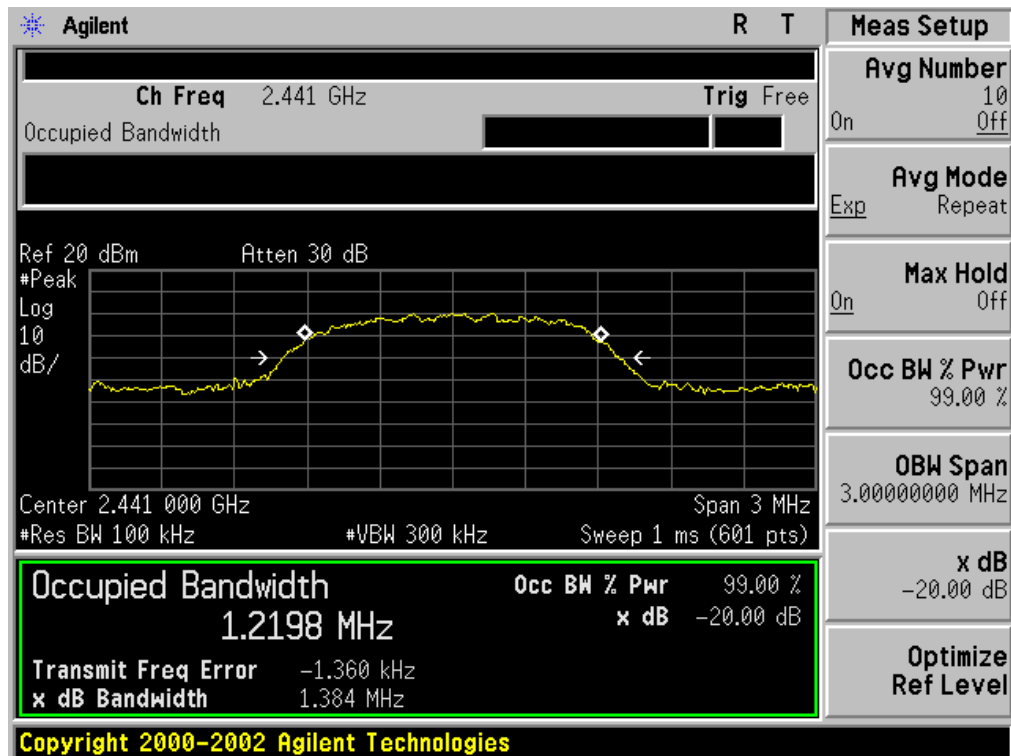 Agilent R T
Meas Setup
Ch Freq 2.441 GHz Trig Free
Occupied Bandwidth
Ref 20 dBm Atten 30 dB
#Peak
Log
10
dB/
Center 2.441 000 GHz Span 3 MHz
#Res BW 100 kHz #VBW 300 kHz Sweep 1 ms (601 pts)
Occupied Bandwidth Occ BW % Pwr 99.00 %
1.2198 MHz x dB -20.00 dB
Transmit Freq Error -1.360 kHz
x dB Bandwidth 1.384 MHz
Avg Number
10
On Off
Avg Mode
Exp Repeat
Max Hold
On Off
Occ BW % Pwr
99.00 %
OBW Span
3.00000000 MHz
x dB
-20.00 dB
Optimize
Ref Level
Copyright 2000-2002 Agilent Technologies